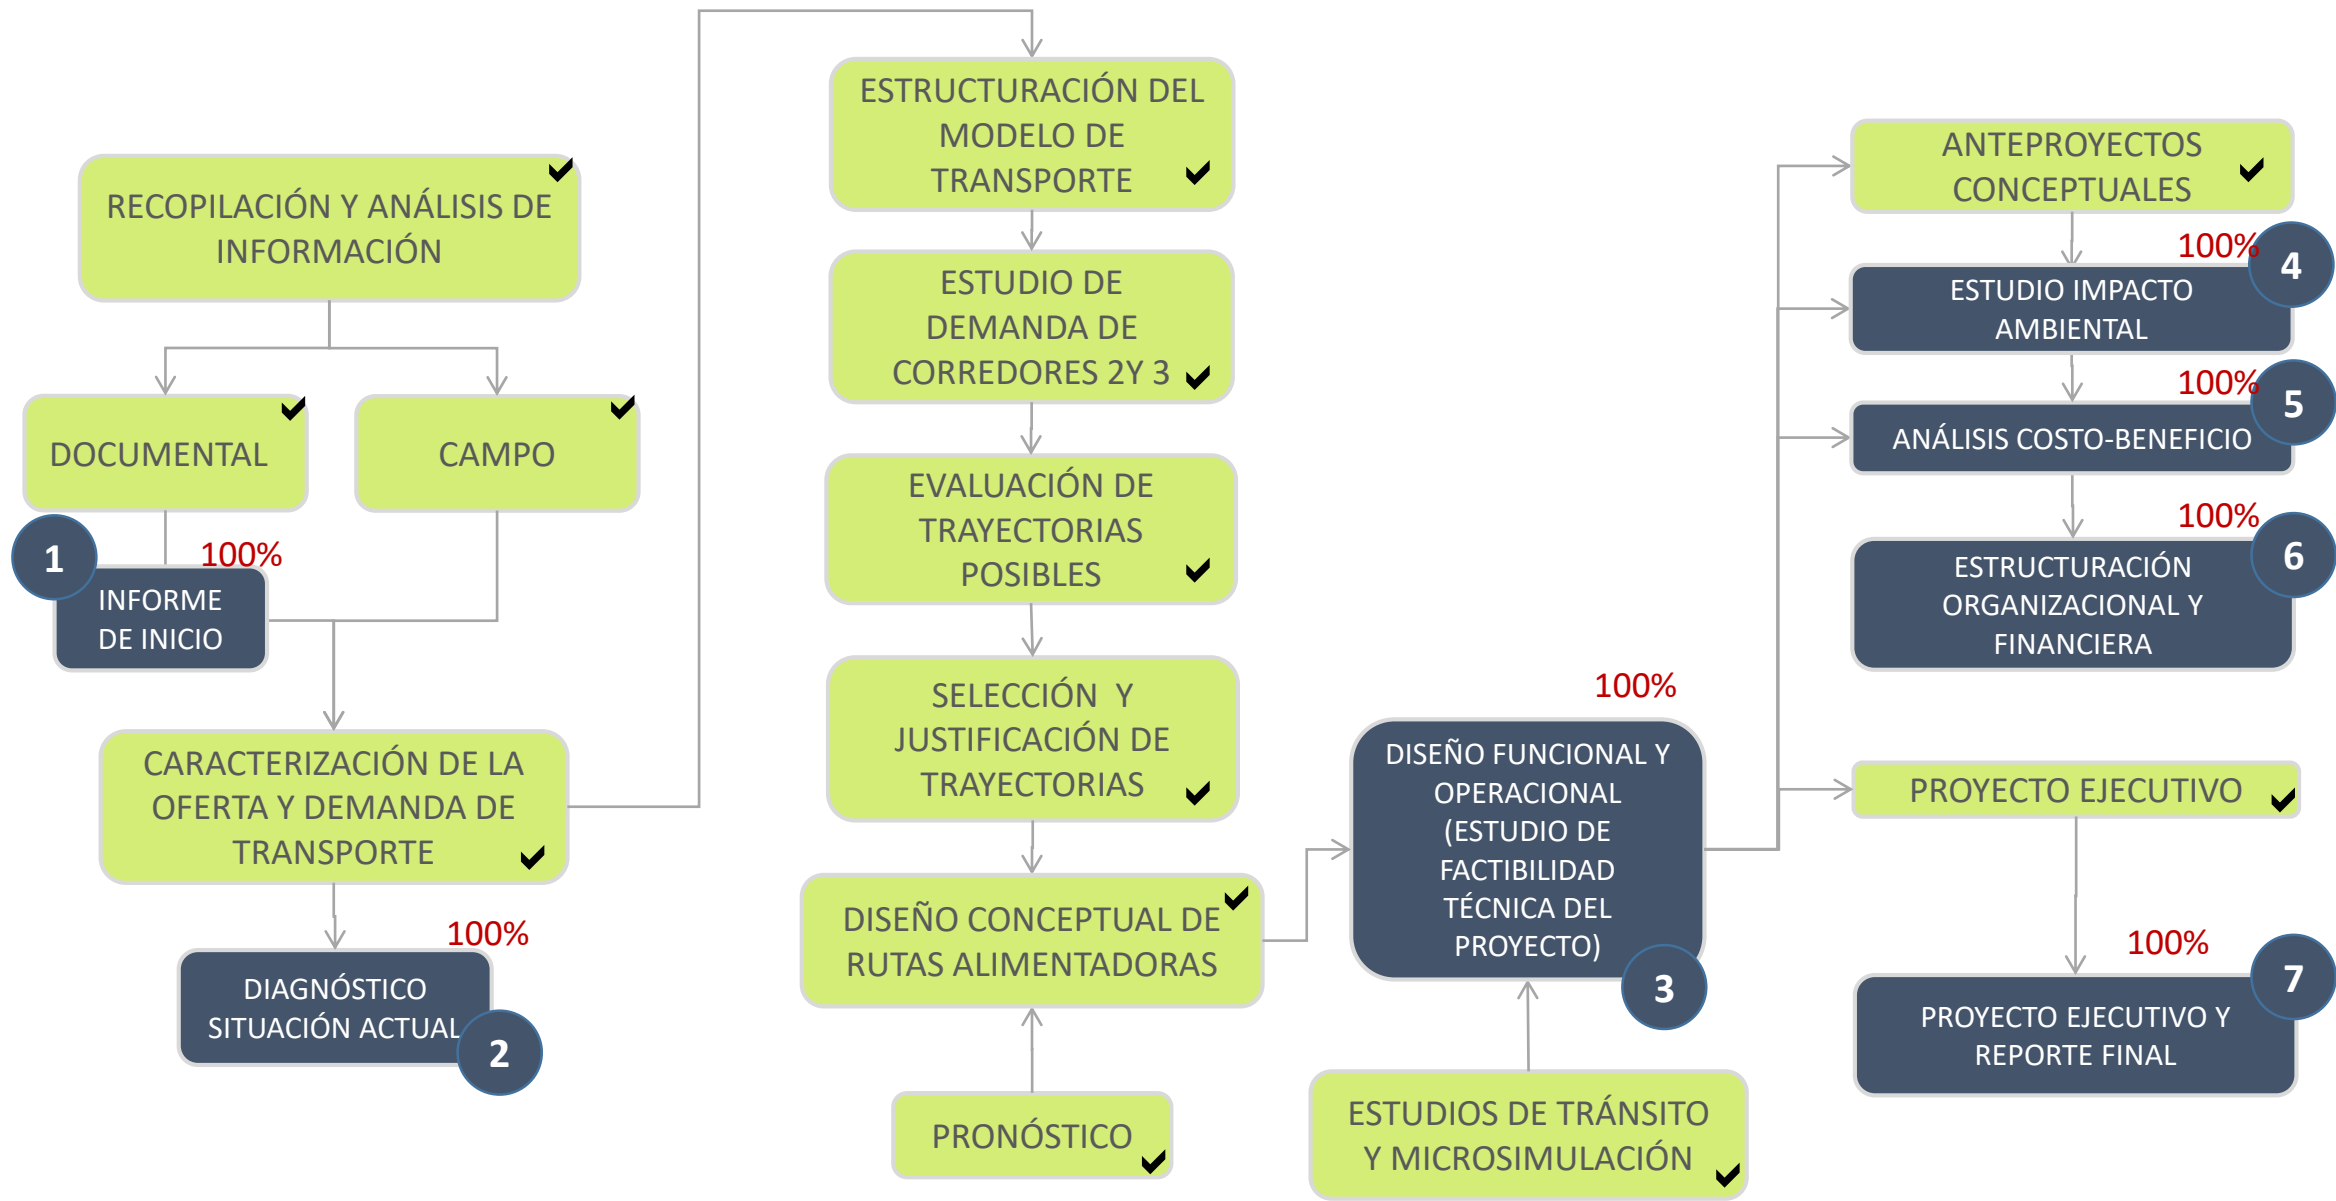 RECOPILACIÓN Y ANÁLISIS DE
INFORMACIÓN
DOCUMENTAL
CAMPO
1
100%
INFORME
DE INICIO
CARACTERIZACIÓN DE LA
OFERTA Y DEMANDA DE
TRANSPORTE
100%
DIAGNÓSTICO
SITUACIÓN ACTUAL
2
ESTRUCTURACIÓN DEL
MODELO DE
TRANSPORTE
ESTUDIO DE
DEMANDA DE
CORREDORES 2Y 3
EVALUACIÓN DE
TRAYECTORIAS
POSIBLES
SELECCIÓN Y
JUSTIFICACIÓN DE
TRAYECTORIAS
DISEÑO CONCEPTUAL DE
RUTAS ALIMENTADORAS
PRONÓSTICO
100%
DISEÑO FUNCIONAL Y
OPERACIONAL
(ESTUDIO DE
FACTIBILIDAD
TÉCNICA DEL
PROYECTO)
3
ESTUDIOS DE TRÁNSITO
Y MICROSIMULACIÓN
ANTEPROYECTOS
CONCEPTUALES
100%
4
ESTUDIO IMPACTO
AMBIENTAL
100%
5
ANÁLISIS COSTO-BENEFICIO
100%
6
ESTRUCTURACIÓN
ORGANIZACIONAL Y
FINANCIERA
PROYECTO EJECUTIVO
100%
7
PROYECTO EJECUTIVO Y
REPORTE FINAL